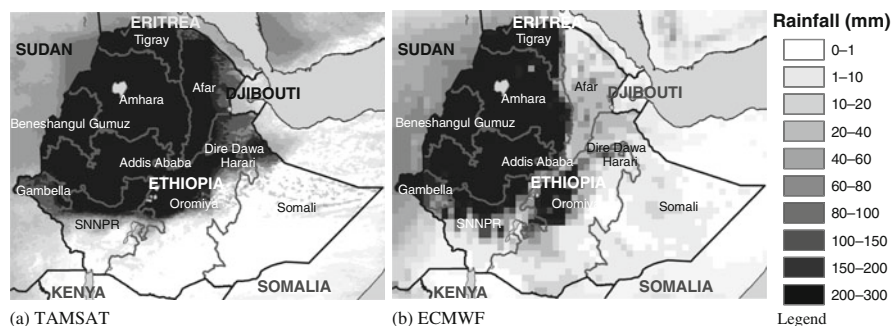 ERITREA
Tigray
SUDAN
Afar
Amhara
DJIBOUTI
Beneshangul Gumuz
Dire Dawa
Addis Ababa
Harari
ETHIOPIA
Gambella
Oromiya
Somali
SNNPR
KENYA
SOMALIA
(a) TAMSAT
ERITREA
Tigray
SUDAN
Afar
Amhara
DJIBOUTI
Beneshangul Gumuz
Dire Dawa
Addis Ababa
Harari
ETHIOPIA
Gambella
Oromiya
Somali
SNNPR
KENYA
SOMALIA
(b) ECMWF
Rainfall (mm)
0–1
1–10
10–20
20–40
40–60
60–80
80–100
100–150
150–200
200–300
Legend